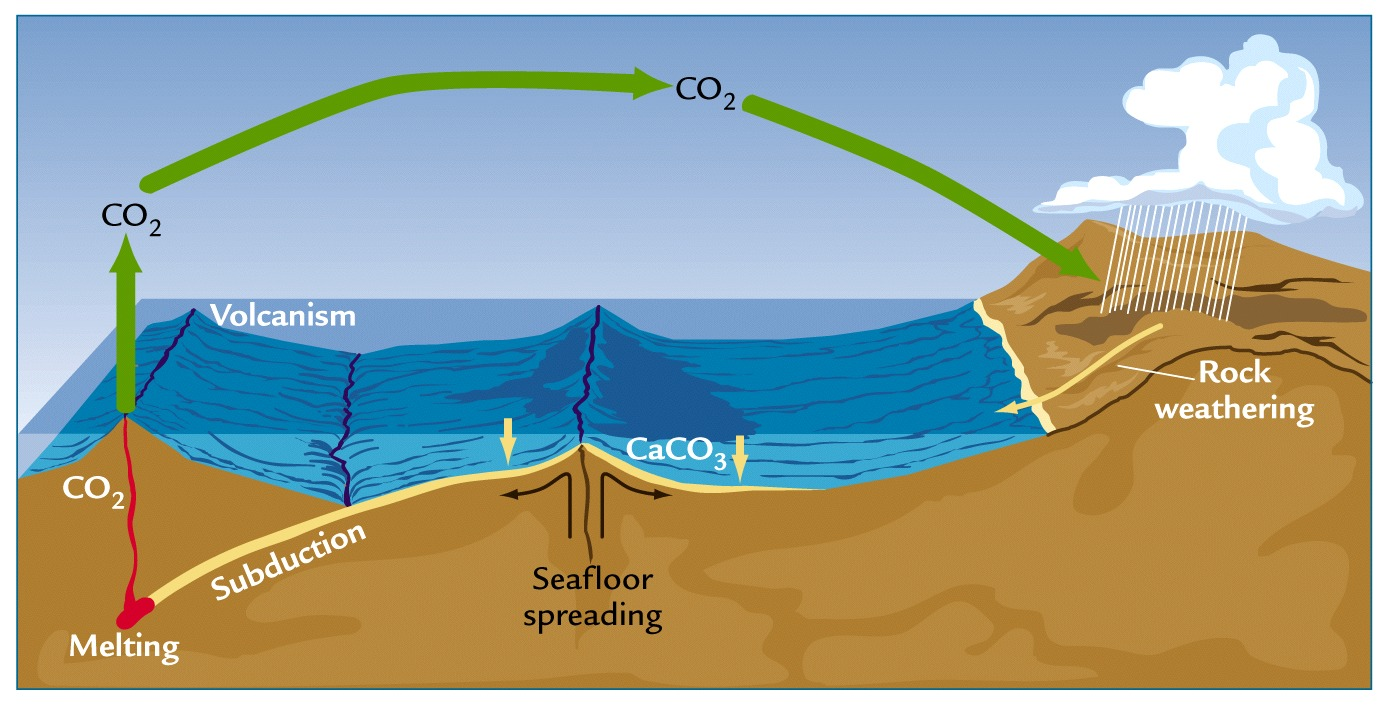 CO₂
CO₂
Volcanism
Rock
weathering
CaCO₃
CO₂
Subduction
Seafloor
spreading
Melting